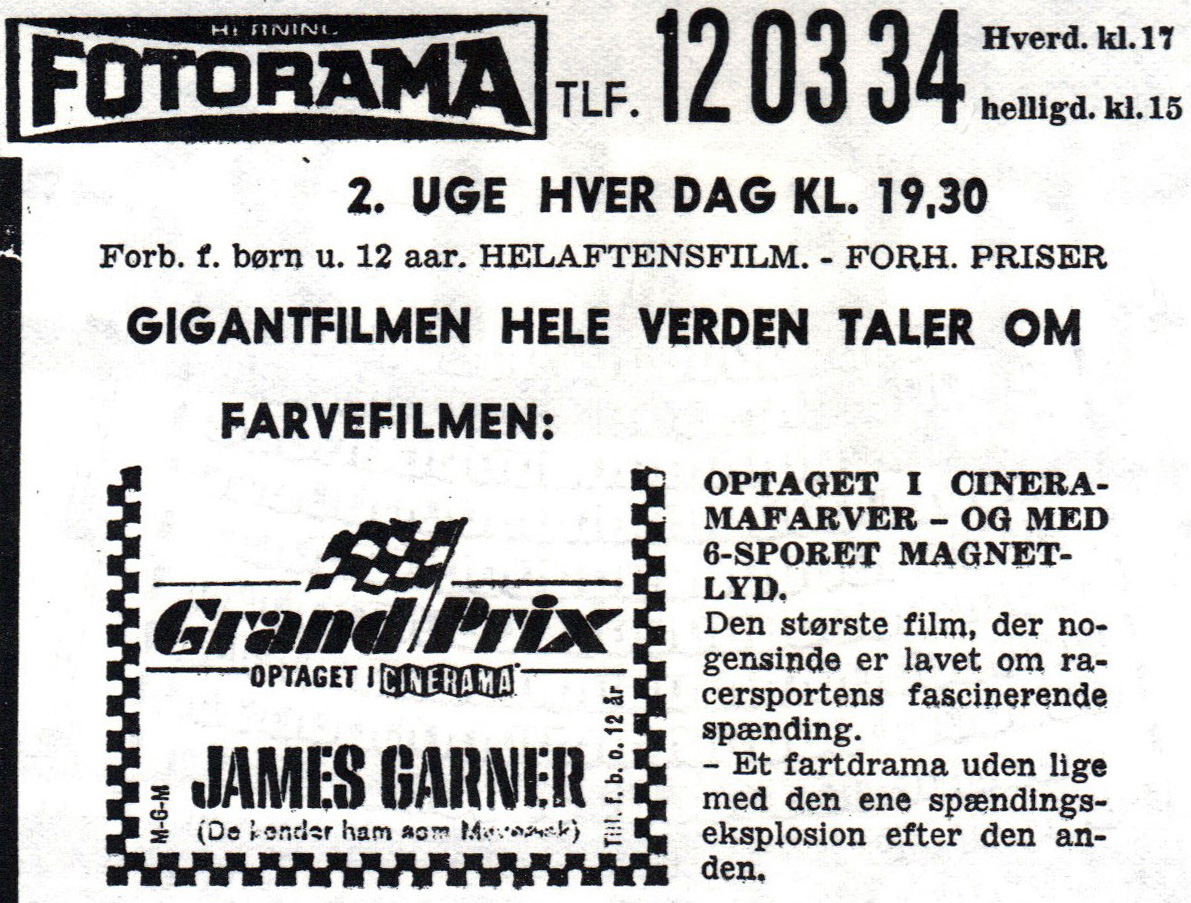 HERNING
FOTORAMA
TLF. 12 03 34
Hverd. kl. 17
helligd. kl. 15
2. UGE HVER DAG KL. 19,30
Forb. f. børn u. 12 aar. HELAFTENSFILM. - FORH. PRISER
GIGANTFILMEN HELE VERDEN TALER OM
FARVEFILMEN:
Grand Prix
OPTAGET I CINERAMA
JAMES GARNER
(De kender ham som Maverick)
M-G-M
Till. f. b. o. 12 år
OPTAGET I CINERA-
MAFARVER – OG MED
6-SPORET MAGNET-
LYD.
Den største film, der no-
gensinde er lavet om ra-
cersportens fascinerende
spænding.
– Et fartdrama uden lige
med den ene spændings-
eksplosion efter den an-
den.